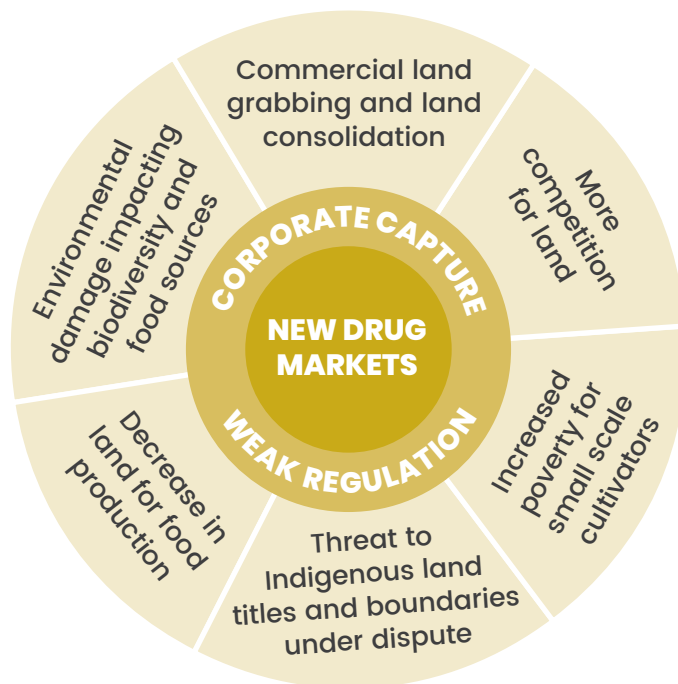 Commercial land
grabbing and land
consolidation
More
competition
for land
Increased
poverty for
small scale
cultivators
Threat to
Indigenous land
titles and boundaries
under dispute
Decrease in
land for food
production
Environmental
damage impacting
biodiversity and
food sources
CORPORATE CAPTURE
NEW DRUG
MARKETS
WEAK REGULATION